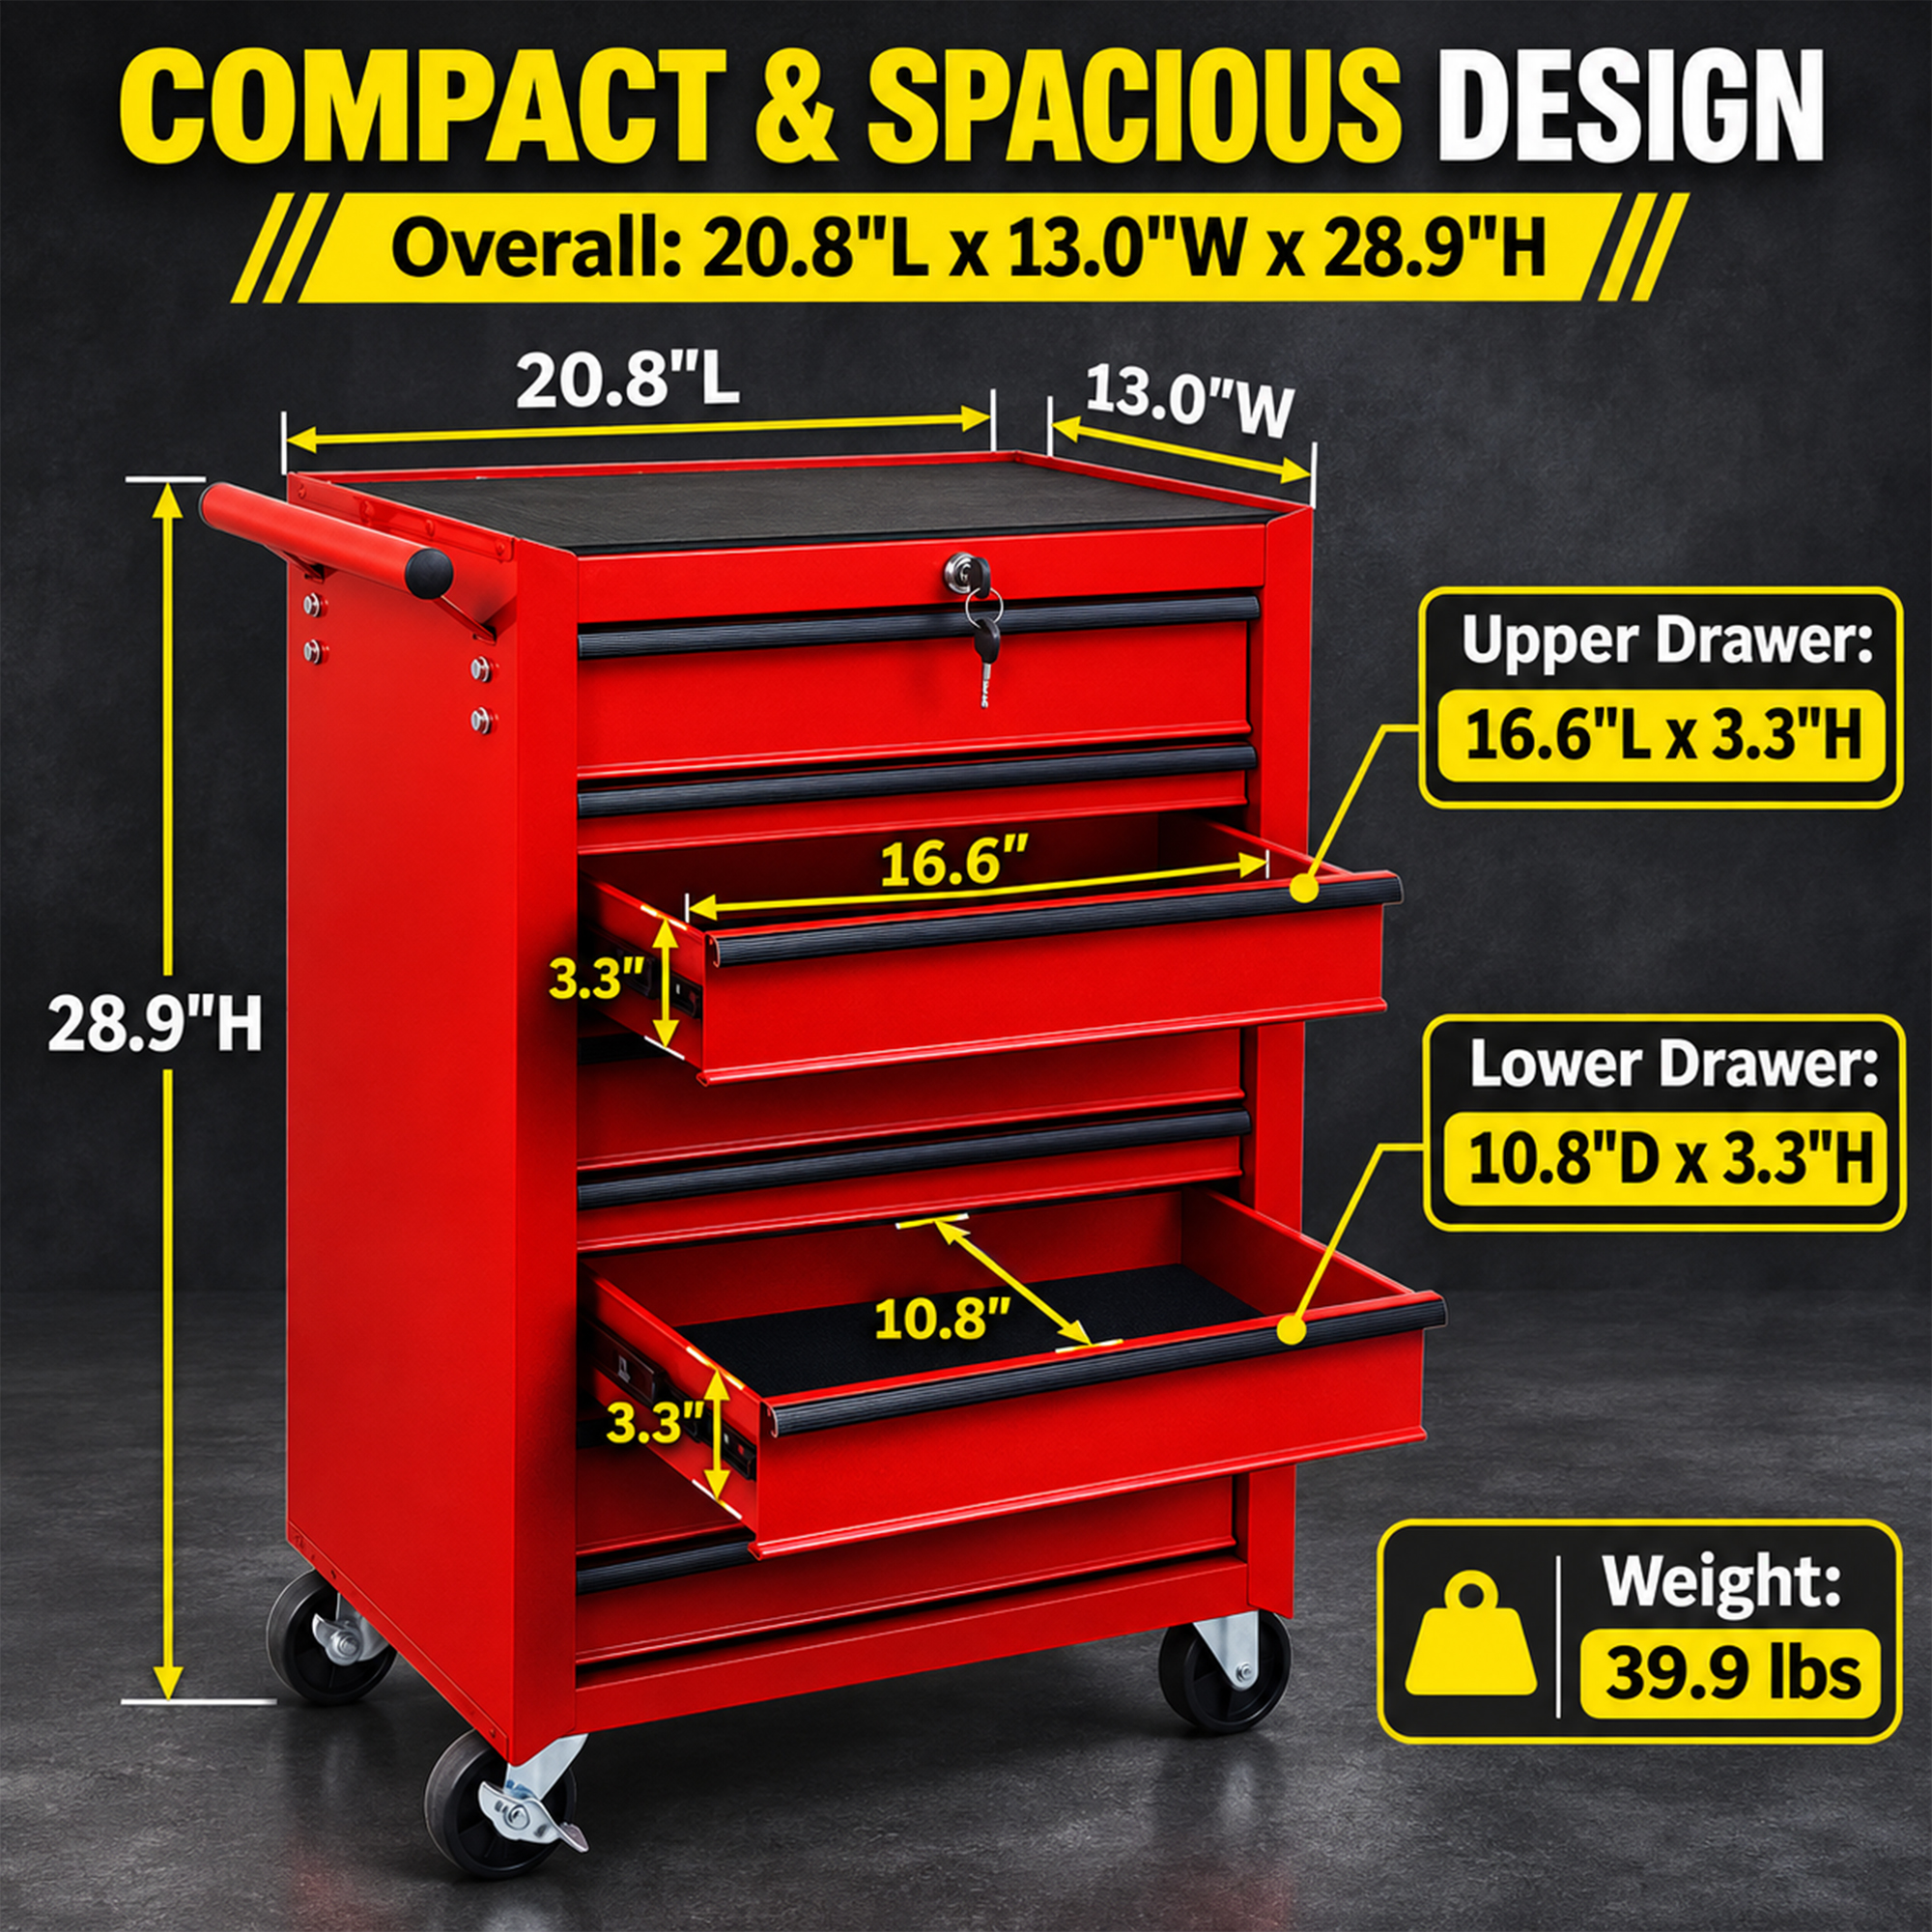 COMPACT & SPACIOUS DESIGN
Overall: 20.8"L x 13.0"W x 28.9"H
20.8"L
13.0"W
28.9"H
Upper Drawer:
16.6"L x 3.3"H
16.6"
3.3"
Lower Drawer:
10.8"D x 3.3"H
10.8"
3.3"
Weight:
39.9 lbs